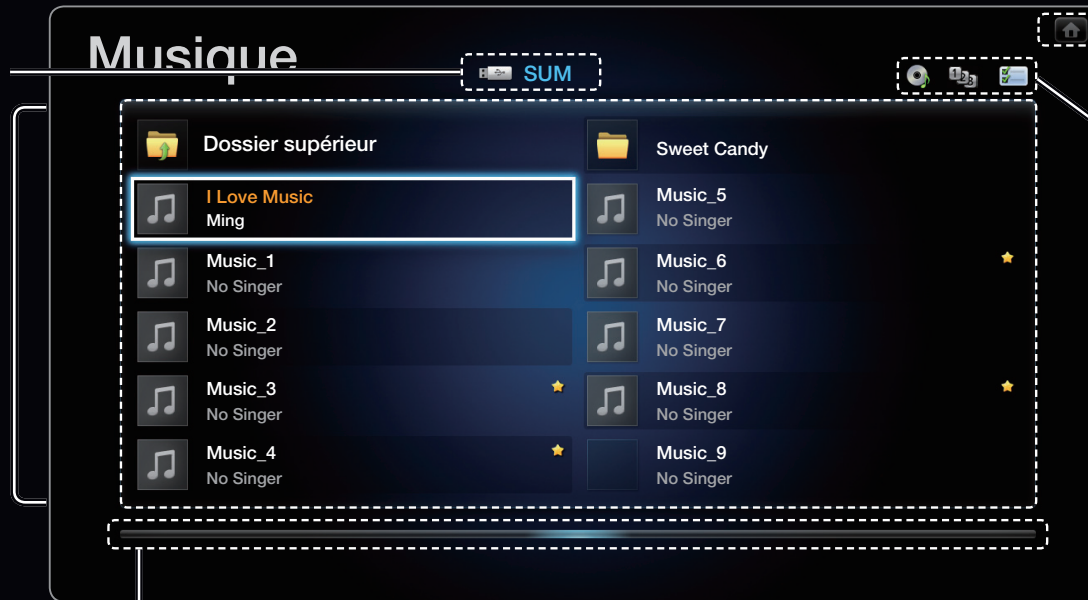 Musique
SUM
Dossier supérieur
I Love Music
Ming
Music_1
No Singer
Music_2
No Singer
Music_3
No Singer
Music_4
No Singer
Sweet Candy
Music_5
No Singer
Music_6
No Singer
Music_7
No Singer
Music_8
No Singer
Music_9
No Singer